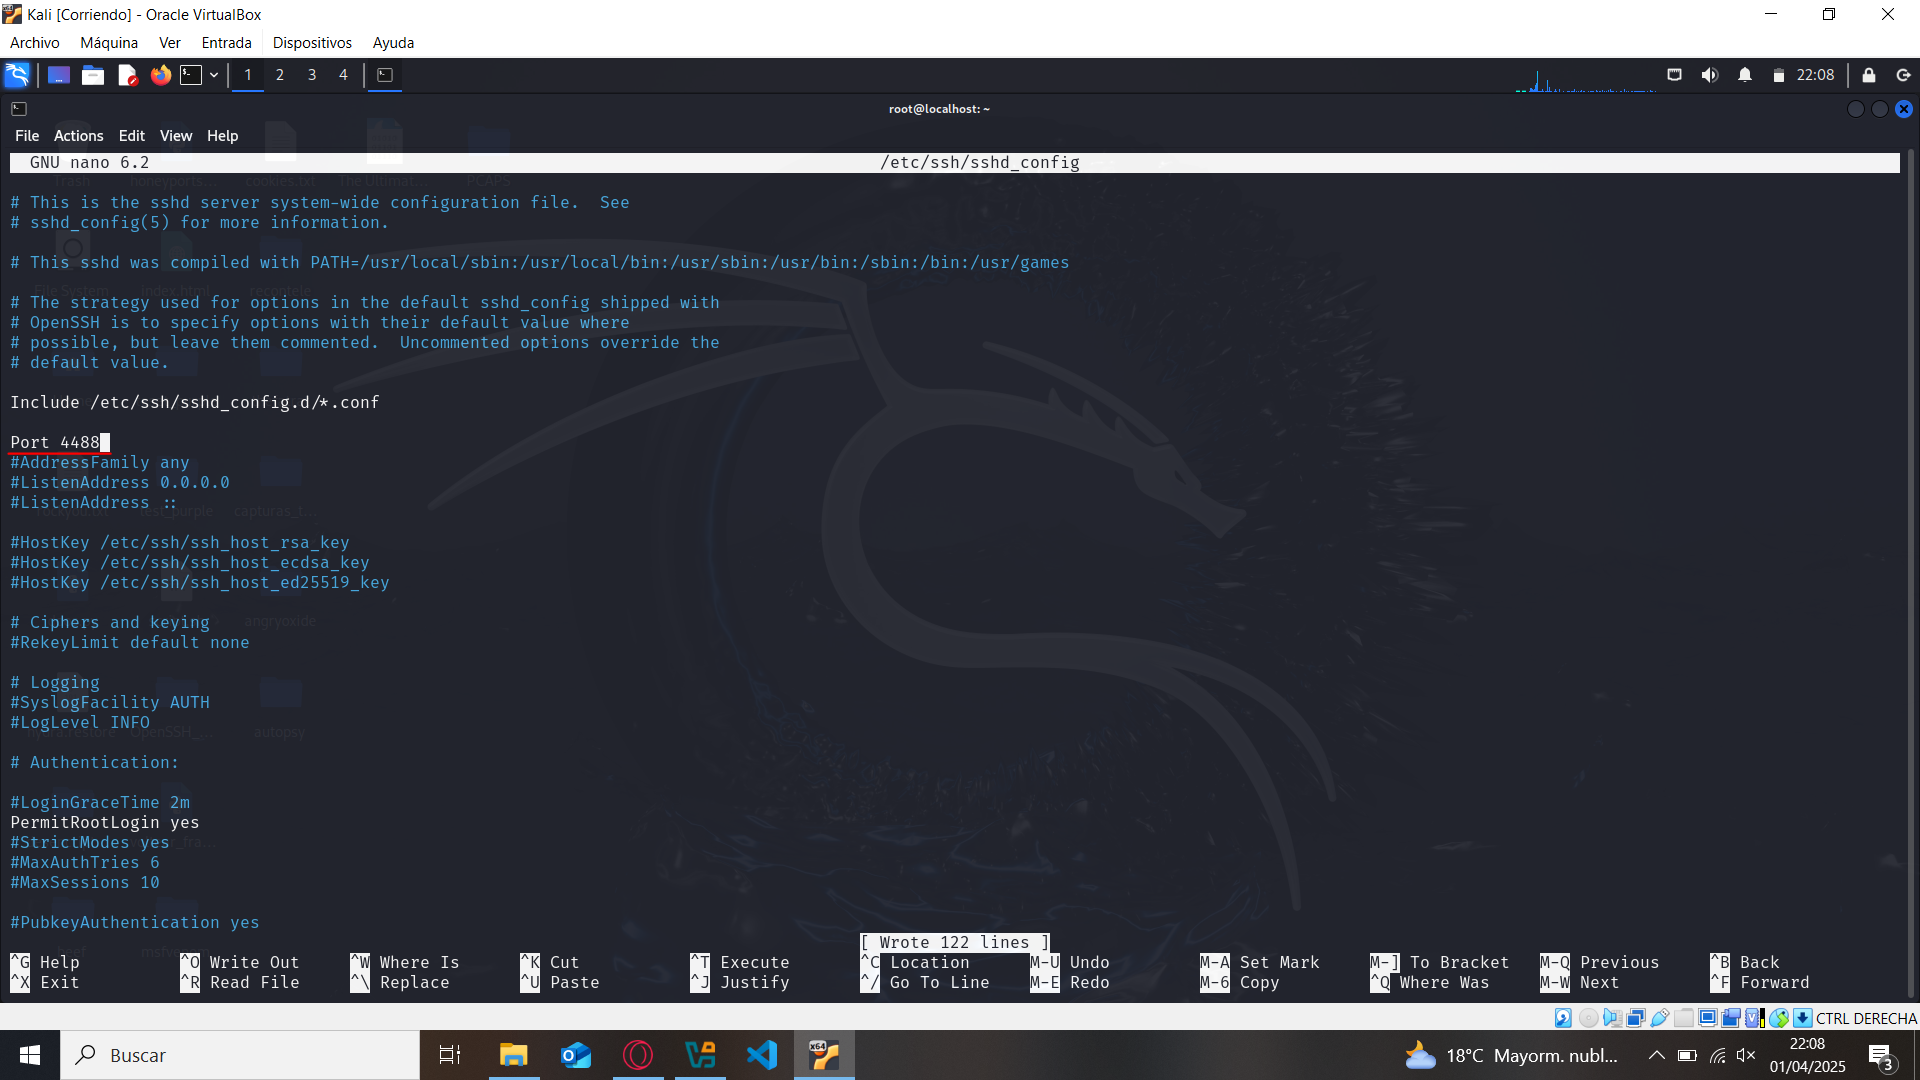 Kali [Corriendo] - Oracle VirtualBox
Archivo Máquina Ver Entrada Dispositivos Ayuda
1 2 3 4 22:08
root@localhost: ~
File Actions Edit View Help
GNU nano 6.2 /etc/ssh/sshd_config
# This is the sshd server system-wide configuration file. See
# sshd_config(5) for more information.
# This sshd was compiled with PATH=/usr/local/sbin:/usr/local/bin:/usr/sbin:/usr/bin:/sbin:/bin:/usr/games
# The strategy used for options in the default sshd_config shipped with
# OpenSSH is to specify options with their default value where
# possible, but leave them commented. Uncommented options override the
# default value.
Include /etc/ssh/sshd_config.d/*.conf
Port 4488
#AddressFamily any
#ListenAddress 0.0.0.0
#ListenAddress ::
#HostKey /etc/ssh/ssh_host_rsa_key
#HostKey /etc/ssh/ssh_host_ecdsa_key
#HostKey /etc/ssh/ssh_host_ed25519_key
# Ciphers and keying
#RekeyLimit default none
# Logging
#SyslogFacility AUTH
#LogLevel INFO
# Authentication:
#LoginGraceTime 2m
PermitRootLogin yes
#StrictModes yes
#MaxAuthTries 6
#MaxSessions 10
#PubkeyAuthentication yes
[ Wrote 122 lines ]
^G Help ^O Write Out ^W Where Is ^K Cut ^T Execute ^C Location M-U Undo M-A Set Mark M-] To Bracket M-Q Previous ^B Back
^X Exit ^R Read File ^\ Replace ^U Paste ^J Justify ^/ Go To Line M-E Redo M-6 Copy ^Q Where Was M-W Next ^F Forward
CTRL DERECHA
Buscar 18°C Mayorm. nubl... 22:08
01/04/2025 3